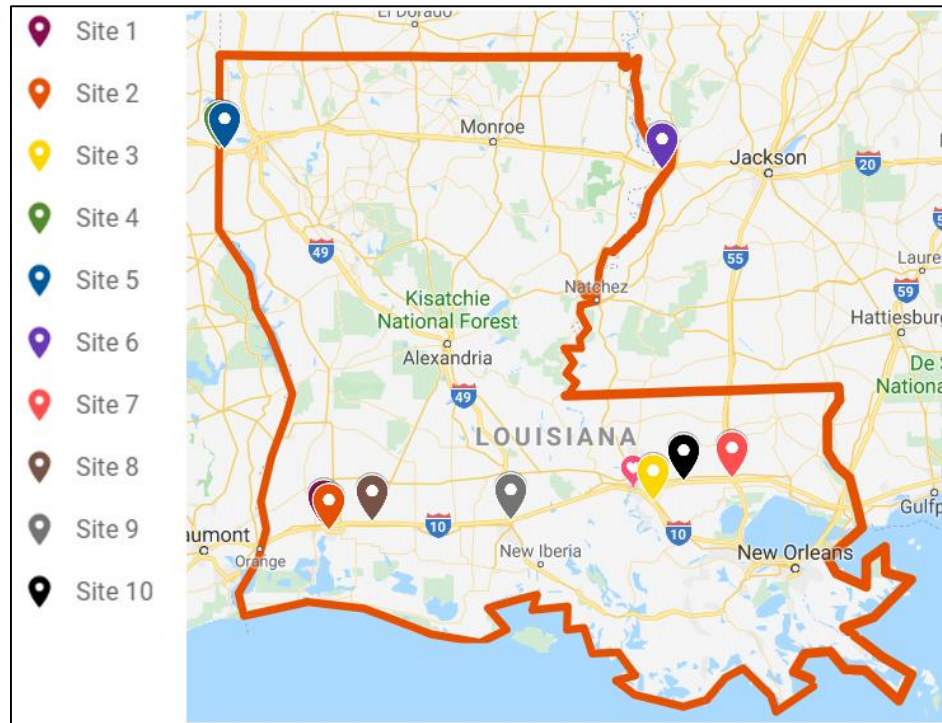 Site 1
Site 2
Site 3
Site 4
Site 5
Site 6
Site 7
Site 8
Site 9
Site 10
El Dorado
Monroe
Jackson
20
49
55
Laure
59
Natchez
Hattiesburg
Kisatchie
National Forest
Alexandria
De S
National
49
LOUISIANA
Gulfp
10
10
aumont
Orange
New Iberia
New Orleans